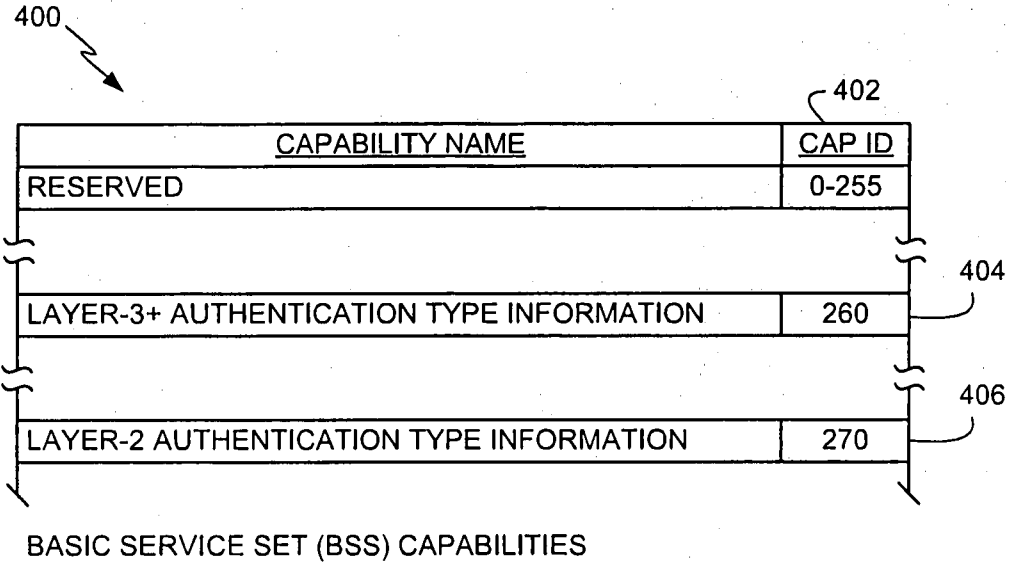 400
402
CAPABILITY NAME CAP ID
RESERVED 0-255
404
LAYER-3+ AUTHENTICATION TYPE INFORMATION 260
406
LAYER-2 AUTHENTICATION TYPE INFORMATION 270
BASIC SERVICE SET (BSS) CAPABILITIES